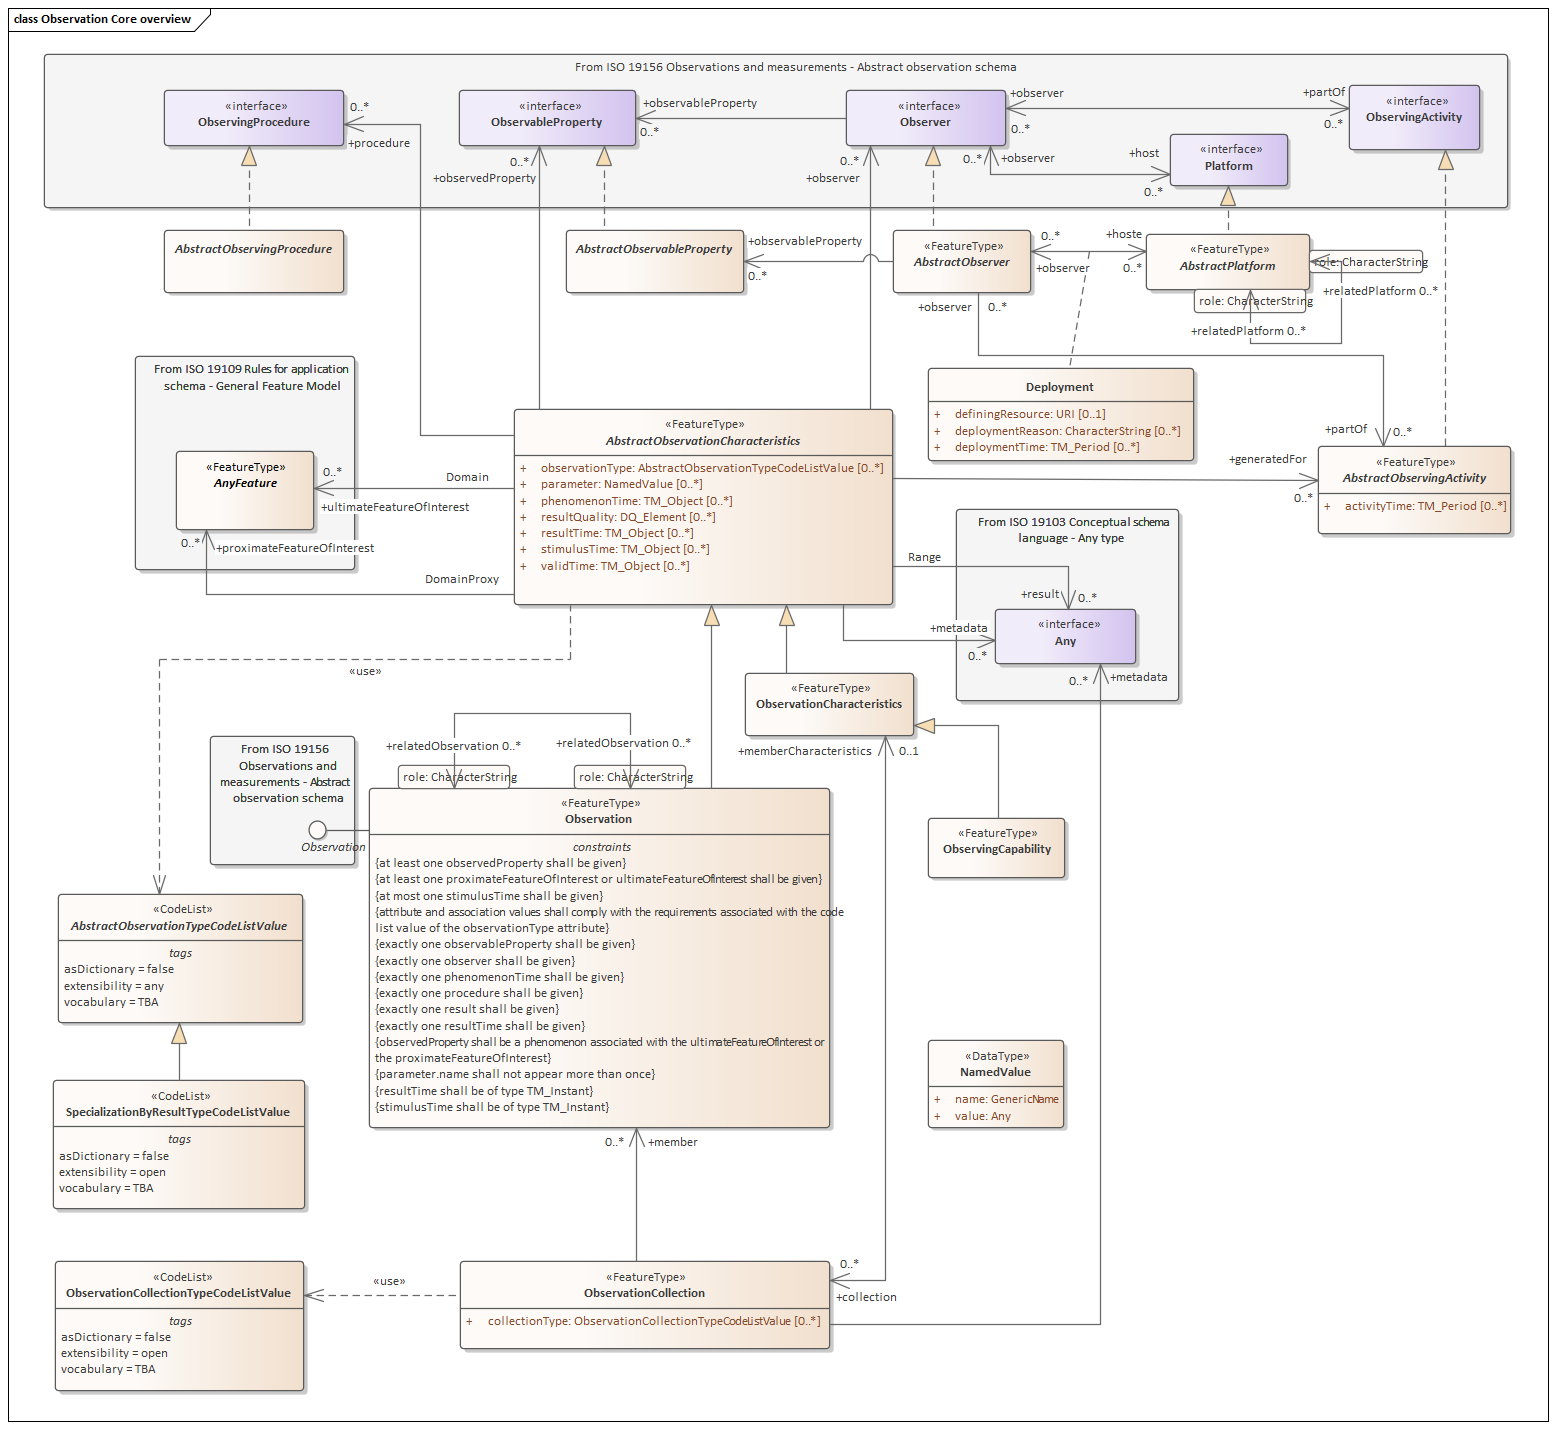 class Observation Core overview
From ISO 19156 Observations and measurements - Abstract observation schema
«interface»
ObservingProcedure
0..*
+procedure
«interface»
ObservableProperty
+observableProperty
0..*
0..*
+observedProperty
«interface»
Observer
+observer
0..*
+partOf
0..*
«interface»
ObservingActivity
0..*
+observer
0..*
+observer
+host
0..*
«interface»
Platform
AbstractObservingProcedure
AbstractObservableProperty
+observableProperty
0..*
«FeatureType»
AbstractObserver
0..*
+observer
+hoste
0..*
«FeatureType»
AbstractPlatform
role: CharacterString
+relatedPlatform 0..*
role: CharacterString
+relatedPlatform 0..*
+observer
0..*
From ISO 19109 Rules for application
schema - General Feature Model
«FeatureType»
AnyFeature
0..*
+ultimateFeatureOfInterest
Domain
0..*
+proximateFeatureOfInterest
DomainProxy
«FeatureType»
AbstractObservationCharacteristics
+ observationType: AbstractObservationTypeCodeListValue [0..*]
+ parameter: NamedValue [0..*]
+ phenomenonTime: TM_Object [0..*]
+ resultQuality: DQ_Element [0..*]
+ resultTime: TM_Object [0..*]
+ stimulusTime: TM_Object [0..*]
+ validTime: TM_Object [0..*]
Deployment
+ definingResource: URI [0..1]
+ deploymentReason: CharacterString [0..*]
+ deploymentTime: TM_Period [0..*]
+partOf
0..*
+generatedFor
0..*
«FeatureType»
AbstractObservingActivity
+ activityTime: TM_Period [0..*]
From ISO 19103 Conceptual schema
language - Any type
Range
+result
0..*
«interface»
Any
+metadata
0..*
0..*
+metadata
«use»
«FeatureType»
ObservationCharacteristics
+memberCharacteristics
0..1
+relatedObservation 0..*
+relatedObservation 0..*
role: CharacterString
role: CharacterString
From ISO 19156
Observations and
measurements - Abstract
observation schema
Observation
«FeatureType»
Observation
constraints
{at least one observedProperty shall be given}
{at least one proximateFeatureOfInterest or ultimateFeatureOfInterest shall be given}
{at most one stimulusTime shall be given}
{attribute and association values shall comply with the requirements associated with the code
list value of the observationType attribute}
{exactly one observableProperty shall be given}
{exactly one observer shall be given}
{exactly one phenomenonTime shall be given}
{exactly one procedure shall be given}
{exactly one result shall be given}
{exactly one resultTime shall be given}
{observedProperty shall be a phenomenon associated with the ultimateFeatureOfInterest or
the proximateFeatureOfInterest}
{parameter.name shall not appear more than once}
{resultTime shall be of type TM_Instant}
{stimulusTime shall be of type TM_Instant}
«FeatureType»
ObservingCapability
«CodeList»
AbstractObservationTypeCodeListValue
tags
asDictionary = false
extensibility = any
vocabulary = TBA
«CodeList»
SpecializationByResultTypeCodeListValue
tags
asDictionary = false
extensibility = open
vocabulary = TBA
«DataType»
NamedValue
+ name: GenericName
+ value: Any
0..*
+member
«CodeList»
ObservationCollectionTypeCodeListValue
tags
asDictionary = false
extensibility = open
vocabulary = TBA
«use»
«FeatureType»
ObservationCollection
+ collectionType: ObservationCollectionTypeCodeListValue [0..*]
0..*
+collection